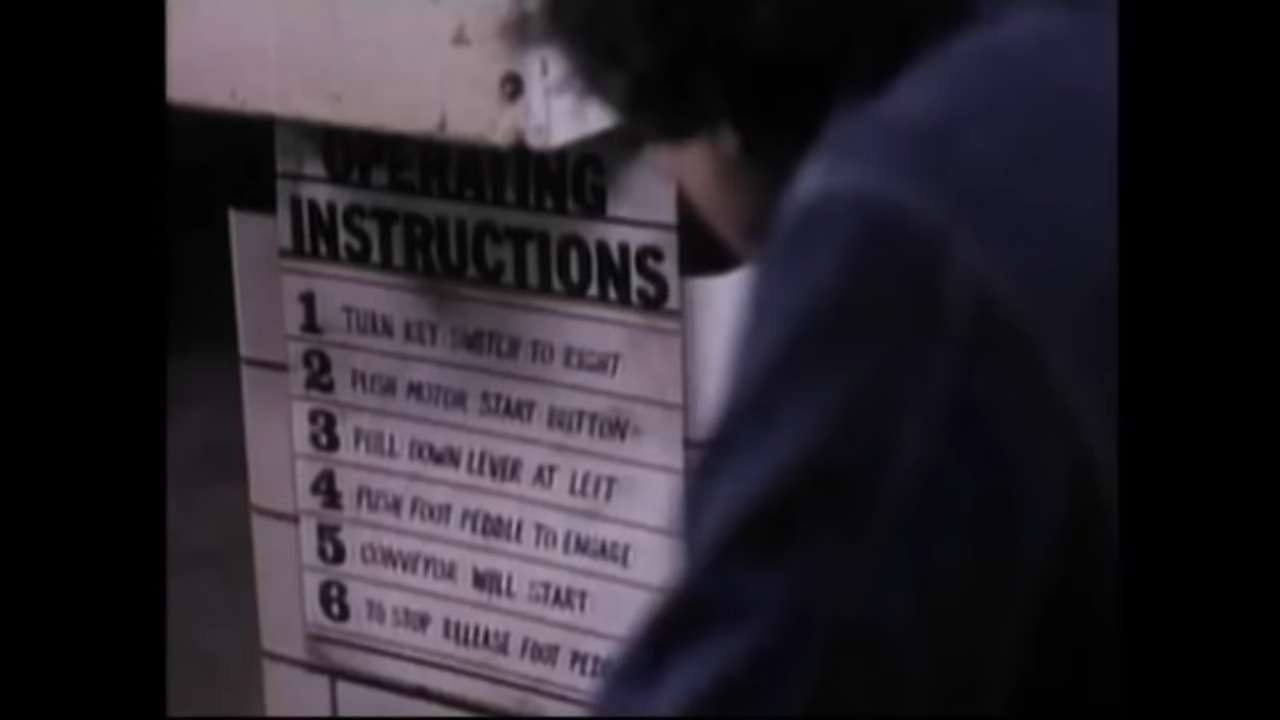 OPERATING
INSTRUCTIONS
1 TURN KEY SWITCH TO RIGHT
2 PUSH MOTOR START BUTTON
3 PULL DOWN LEVER AT LEFT
4 PUSH FOOT PEDDLE TO ENGAGE
5 CONVEYOR WILL START
6 TO STOP RELEASE FOOT PEDD